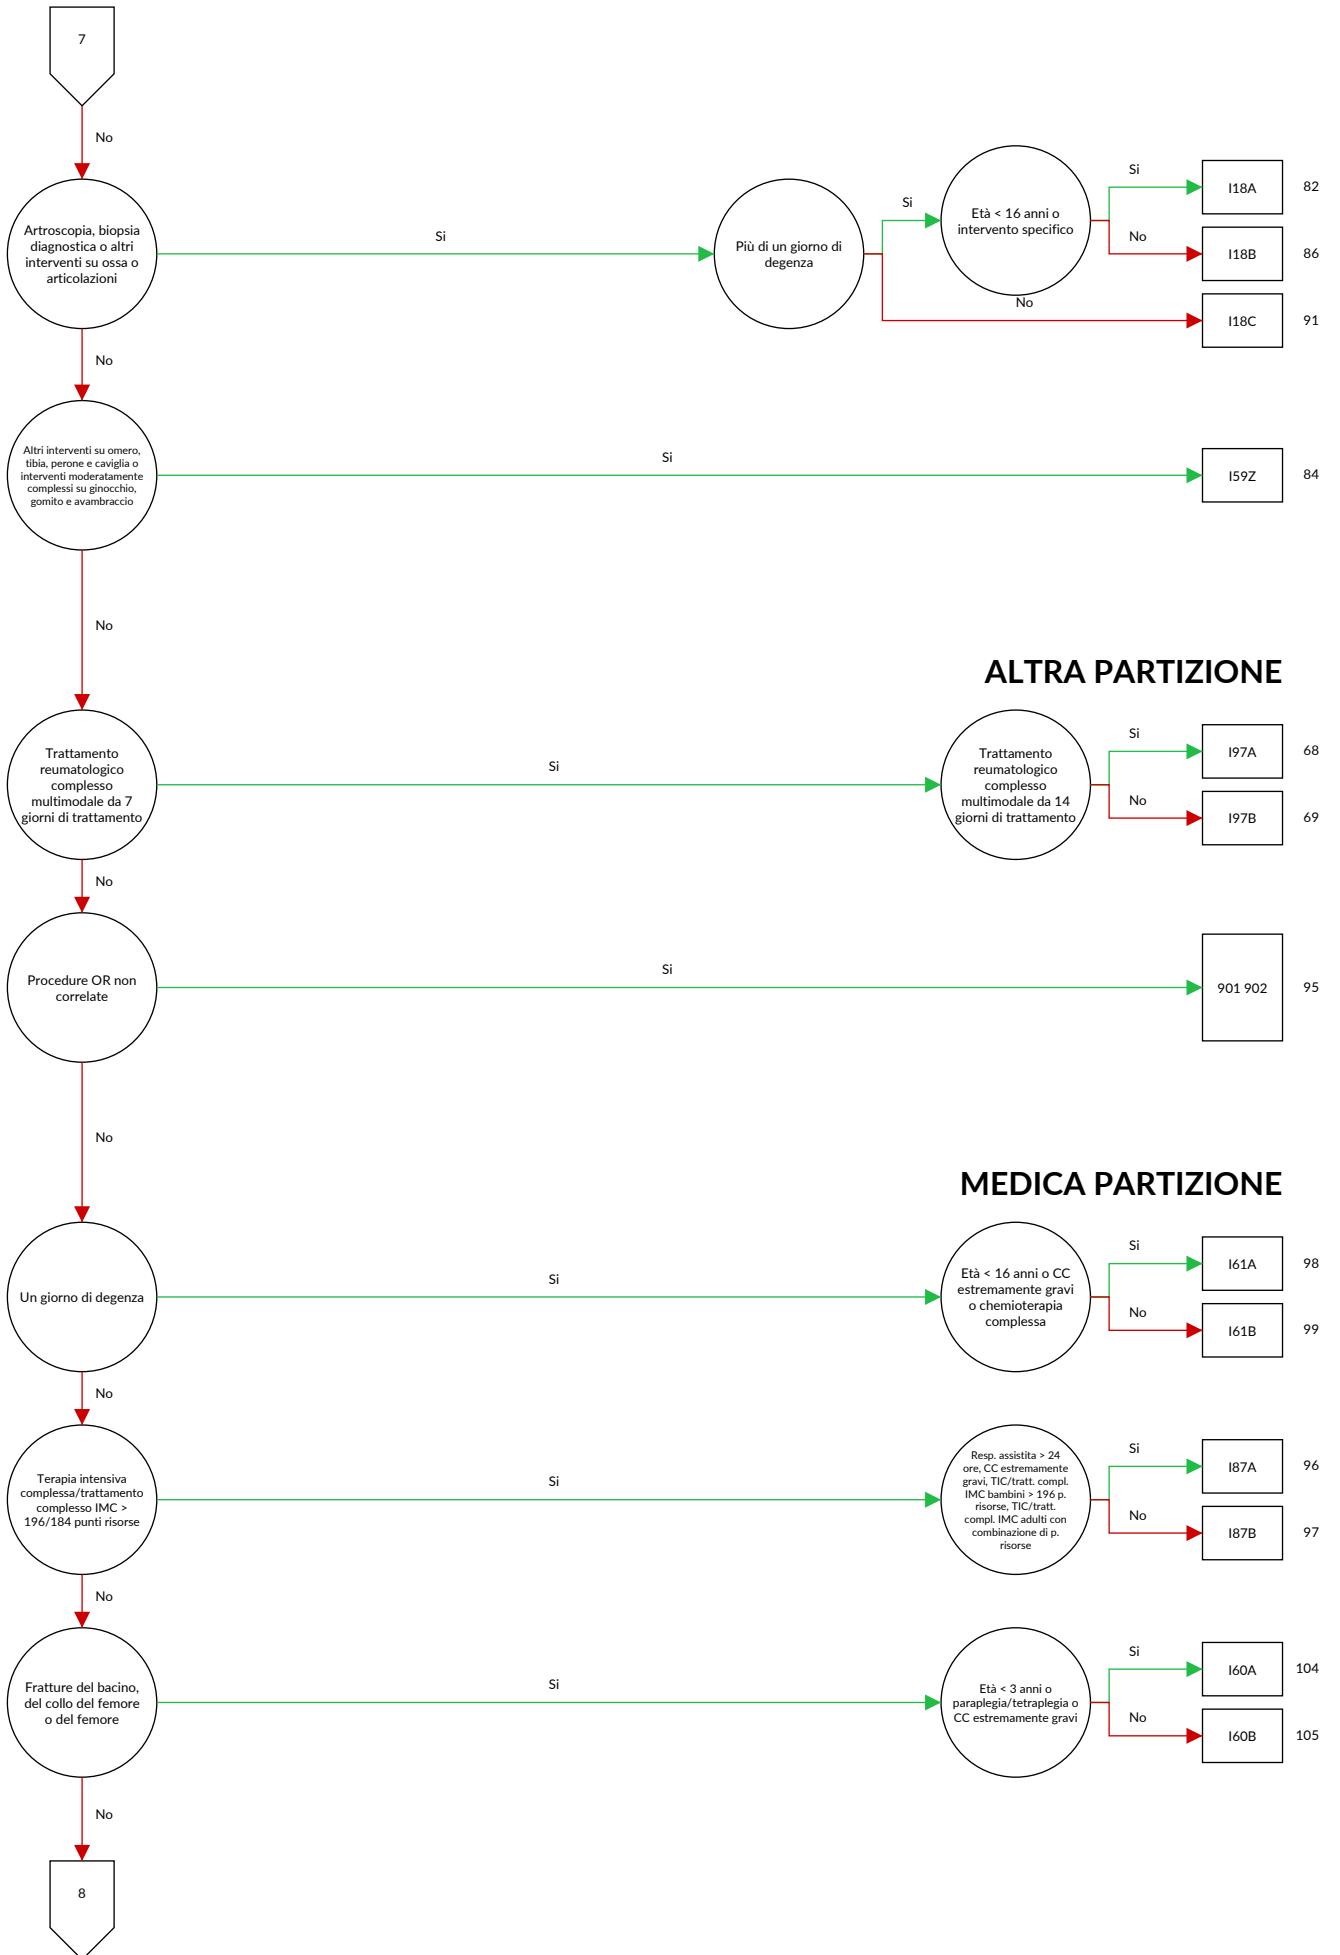 7
No
Artroscopia, biopsia
diagnostica o altri
interventi su ossa o
articolazioni
Si
Più di un giorno di
degenza
Si
Età < 16 anni o
intervento specifico
Si
I18A
82
No
I18B
86
No
I18C
91
No
Altri interventi su omero,
tibia, perone e caviglia o
interventi moderatamente
complessi su ginocchio,
gomito e avambraccio
Si
I59Z
84
No
ALTRA PARTIZIONE
Trattamento
reumatologico
complesso
multimodale da 7
giorni di trattamento
Si
Trattamento
reumatologico
complesso
multimodale da 14
giorni di trattamento
Si
I97A
68
No
I97B
69
No
Procedure OR non
correlate
Si
901 902
95
No
MEDICA PARTIZIONE
Un giorno di degenza
Si
Età < 16 anni o CC
estremamente gravi
o chemioterapia
complessa
Si
I61A
98
No
I61B
99
No
Terapia intensiva
complessa/trattamento
complesso IMC >
196/184 punti risorse
Si
Resp. assistita > 24
ore, CC estremamente
gravi, TIC/tratt. compl.
IMC bambini > 196 p.
risorse, TIC/tratt.
compl. IMC adulti con
combinazione di p.
risorse
Si
I87A
96
No
I87B
97
No
Fratture del bacino,
del collo del femore
o del femore
Si
Età < 3 anni o
paraplegia/tetraplegia o
CC estremamente gravi
Si
I60A
104
No
I60B
105
No
8